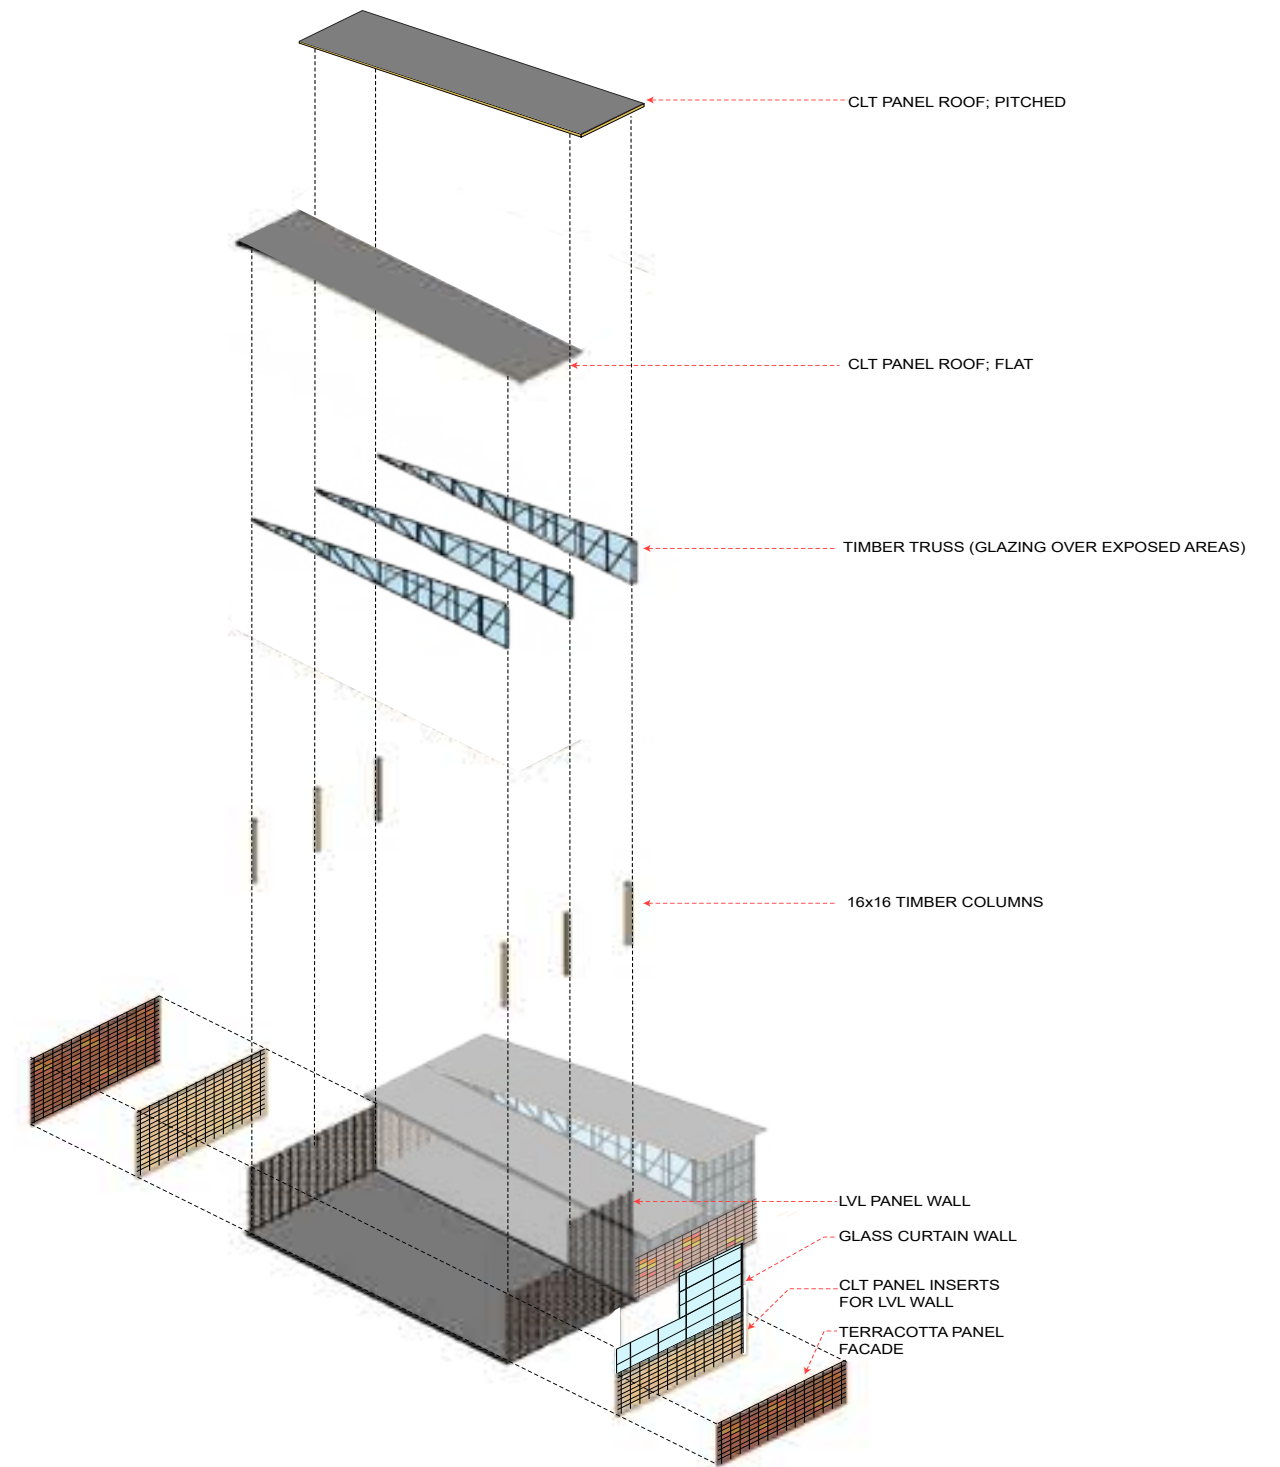 CLT PANEL ROOF; PITCHED
CLT PANEL ROOF; FLAT
TIMBER TRUSS (GLAZING OVER EXPOSED AREAS)
16x16 TIMBER COLUMNS
LVL PANEL WALL
GLASS CURTAIN WALL
CLT PANEL INSERTS
FOR LVL WALL
TERRACOTTA PANEL
FACADE